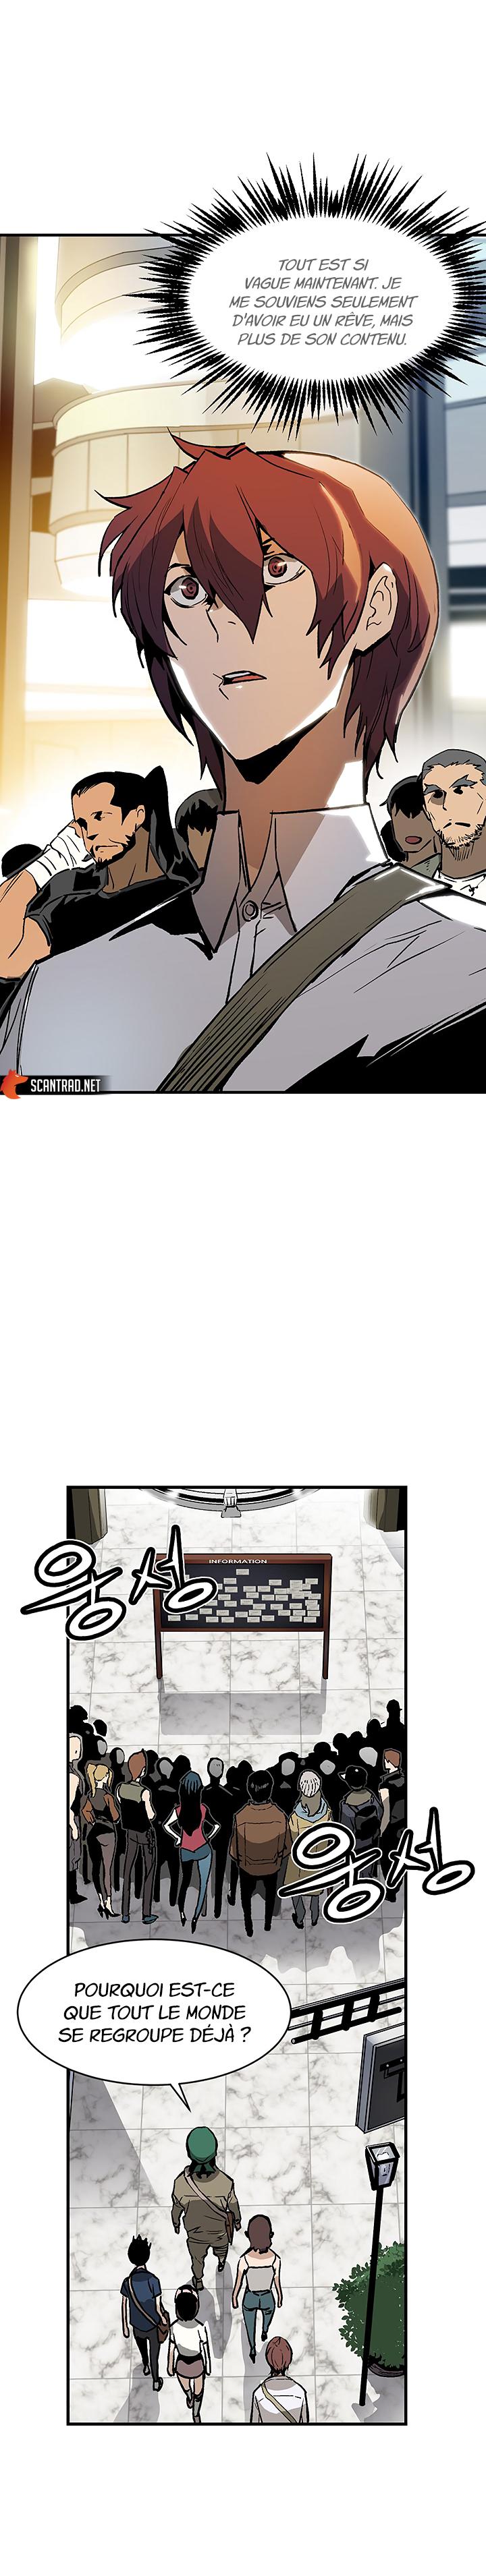 TOUT EST SI
VAGUE MAINTENANT. JE
ME SOUVIENS SEULEMENT
D'AVOIR EU UN RÊVE, MAIS
PLUS DE SON CONTENU.
SCANTRAD.NET
웅성
INFORMATION
웅성
POURQUOI EST-CE
QUE TOUT LE MONDE
SE REGROUPE DÉJÀ ?